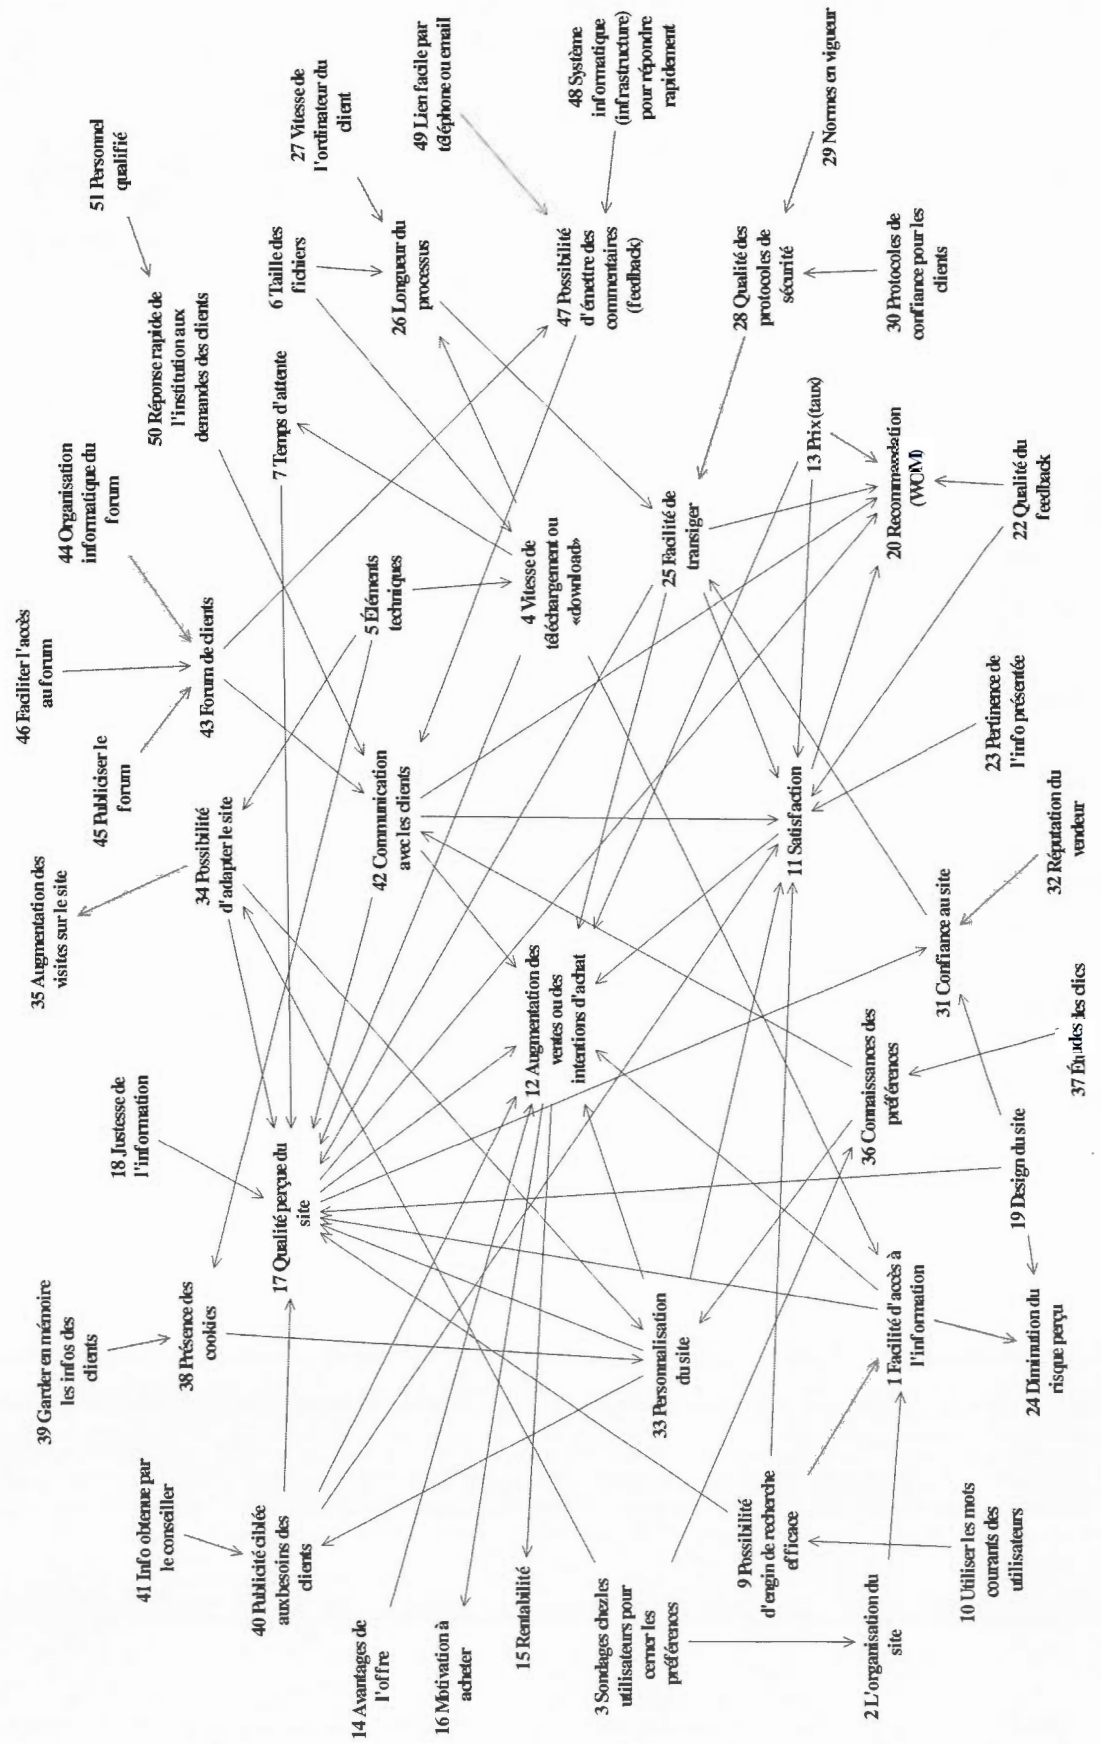 46 Faciliter l'accès
au forum
44 Organisation
informatique du
forum
51 Personnel
qualifié
35 Augmentation des
visites sur le site
45 Publiciser le
forum
50 Réponse rapide de
l'institution aux
demandes des clients
39 Garder en mémoire
les infos des
clients
18 Justesse de
l'information
34 Possibilité
d'adapter le site
43 Forum de clients
27 Vitesse de
l'ordinateur du
client
41 Info obtenue par
le conseiller
38 Présence des
cookies
7 Temps d'attente
6 Taille des
fichiers
40 Publicité ciblée
aux besoins des
clients
17 Qualité perçue du
site
42 Communication
avec les clients
5 Éléments
techniques
26 Longueur du
processus
49 Lien facile par
téléphone ou email
14 Avantages de
l'offre
16 Motivation à
acheter
15 Rentabilité
12 Augmentation des
ventes ou des
intentions d'achat
4 Vitesse de
téléchargement ou
«download»
47 Possibilité
d'émettre des
commentaires
(feedback)
48 Système
informatique
(infrastructure)
pour répondre
rapidement
3 Sondages chez les
utilisateurs pour
cerner les
préférences
33 Personnalisation
du site
25 Facilité de
transiger
28 Qualité des
protocoles de
sécurité
29 Normes en vigueur
9 Possibilité
d'engin de recherche
efficace
11 Satisfaction
13 Prix (taux)
2 L'organisation du
site
1 Facilité d'accès à
l'information
36 Connaissances des
préférences
20 Recommandation
(WOM)
30 Protocoles de
confiance pour les
clients
10 Utiliser les mots
courants des
utilisateurs
31 Confiance au site
23 Pertinence de
l'info présentée
22 Qualité du
feedback
24 Diminution du
risque perçu
19 Design du site
37 Études des clics
32 Réputation du
vendeur